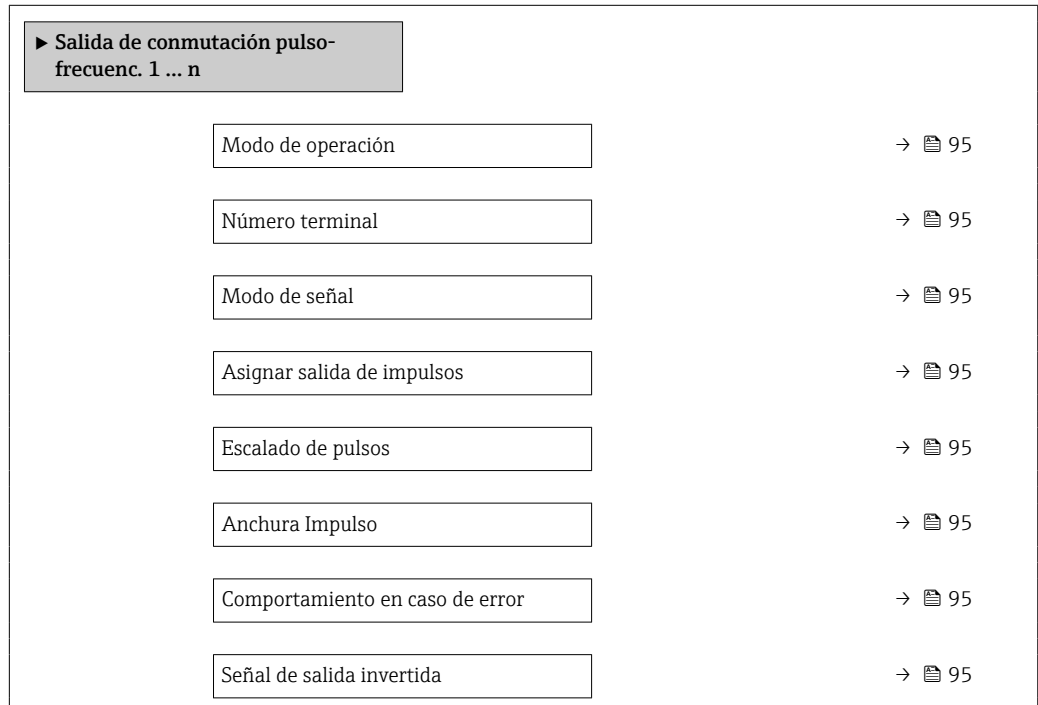 ▶ Salida de conmutación pulso-
frecuenc. 1 ... n
Modo de operación → 95
Número terminal → 95
Modo de señal → 95
Asignar salida de impulsos → 95
Escalado de pulsos → 95
Anchura Impulso → 95
Comportamiento en caso de error → 95
Señal de salida invertida → 95